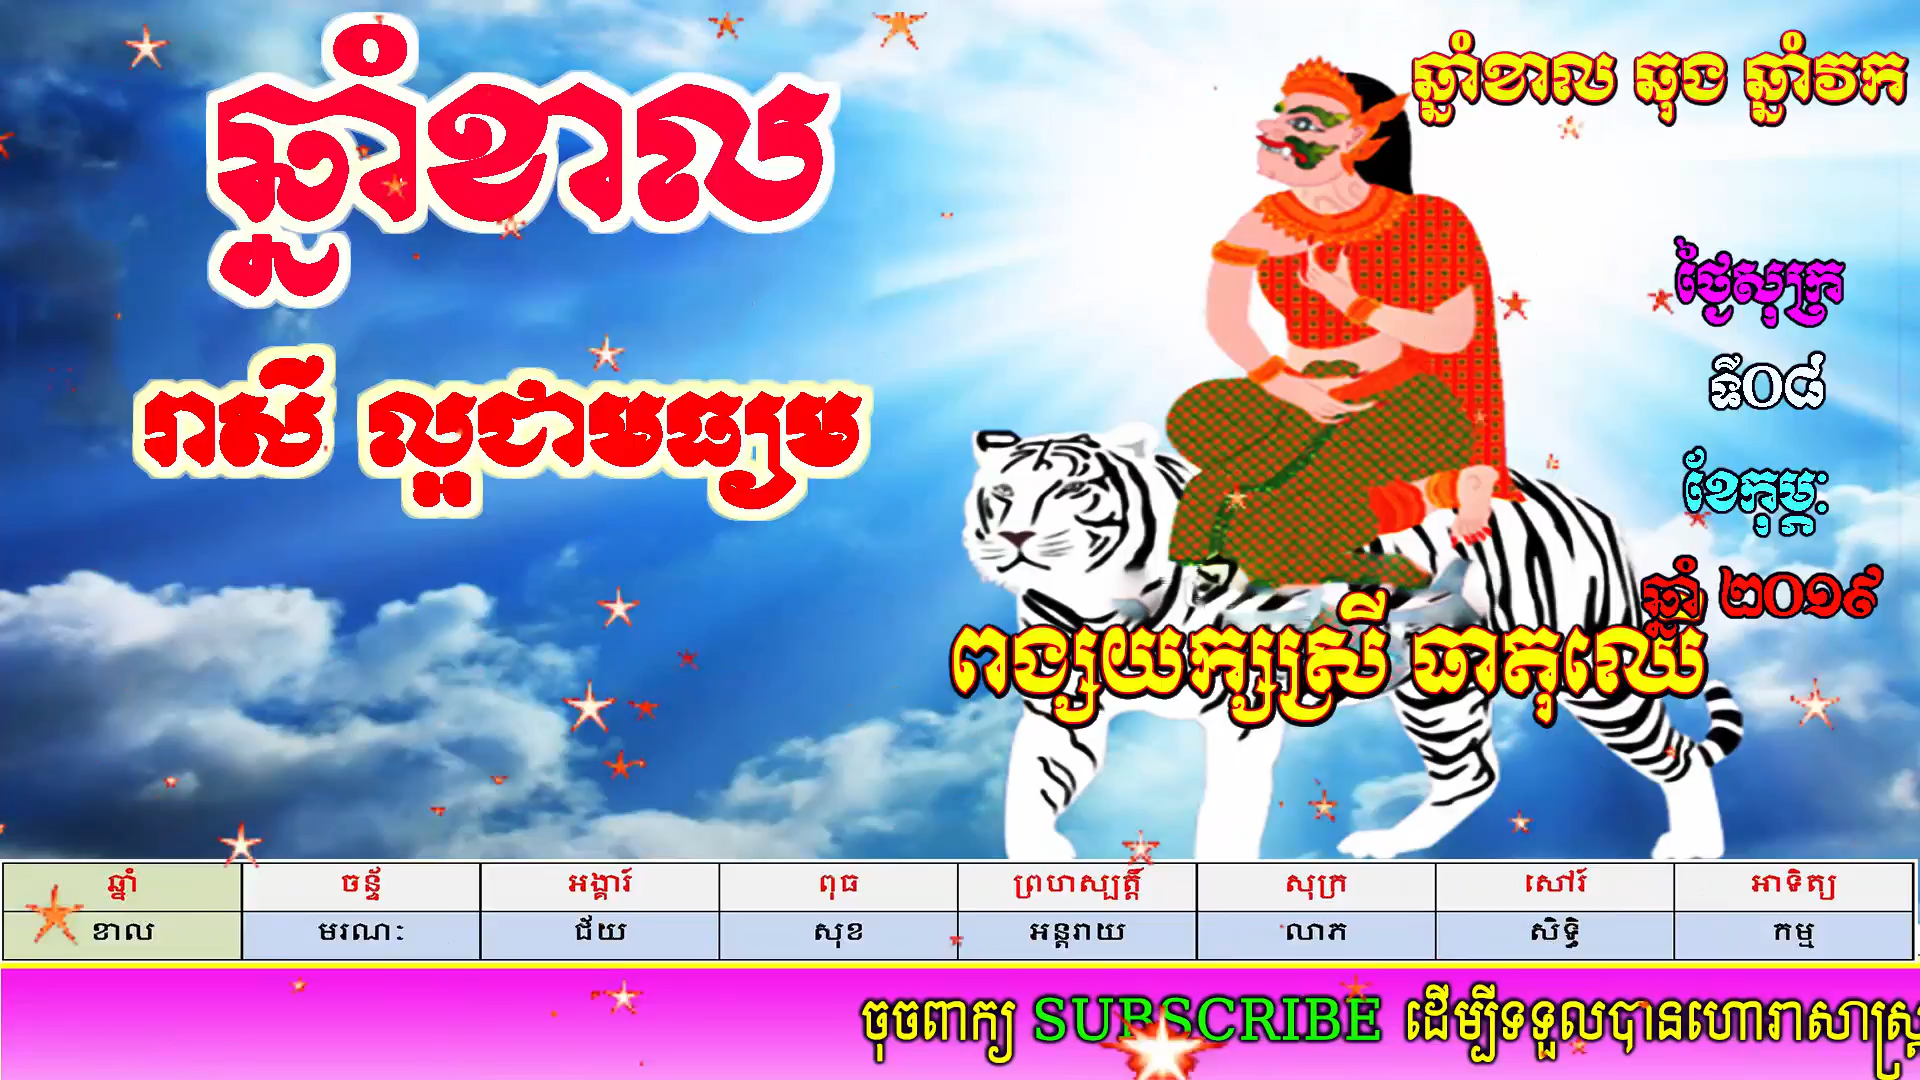 ឆ្នាំខាល
រាសី ល្អជាមធ្យម
ឆ្នាំខាល ឆុង ឆ្នាំវក
ថ្ងៃសុក្រ
ទី០៨
ខែកុម្ភៈ
ឆ្នាំ ២០១៩
ពង្សយក្សស្រី ធាតុឈើ
ឆ្នាំ ចន្ទ័ អង្គារ៍ ពុធ ព្រហស្បត្តិ៍ សុក្រ សៅរ៍ អាទិត្យ
ខាល មរណៈ ជ័យ សុខ អន្តរាយ លាភ សិទ្ធិ កម្ម
ចុចពាក្យ SUBSCRIBE ដើម្បីទទួលបានហោរាសាស្ត្រ